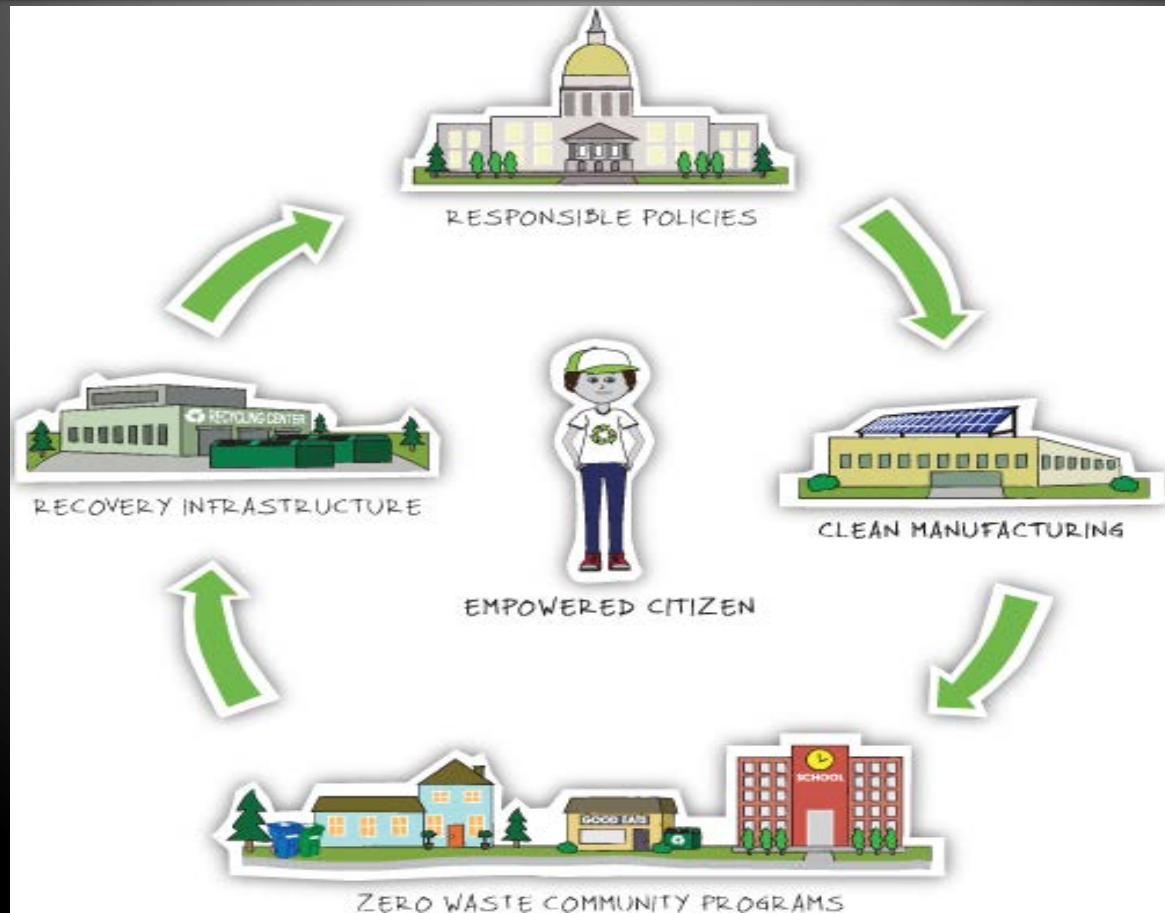 RESPONSIBLE POLICIES
RECYCLING CENTER
RECOVERY INFRASTRUCTURE
CLEAN MANUFACTURING
EMPOWERED CITIZEN
SCHOOL
GOOD EATS
ZERO WASTE COMMUNITY PROGRAMS